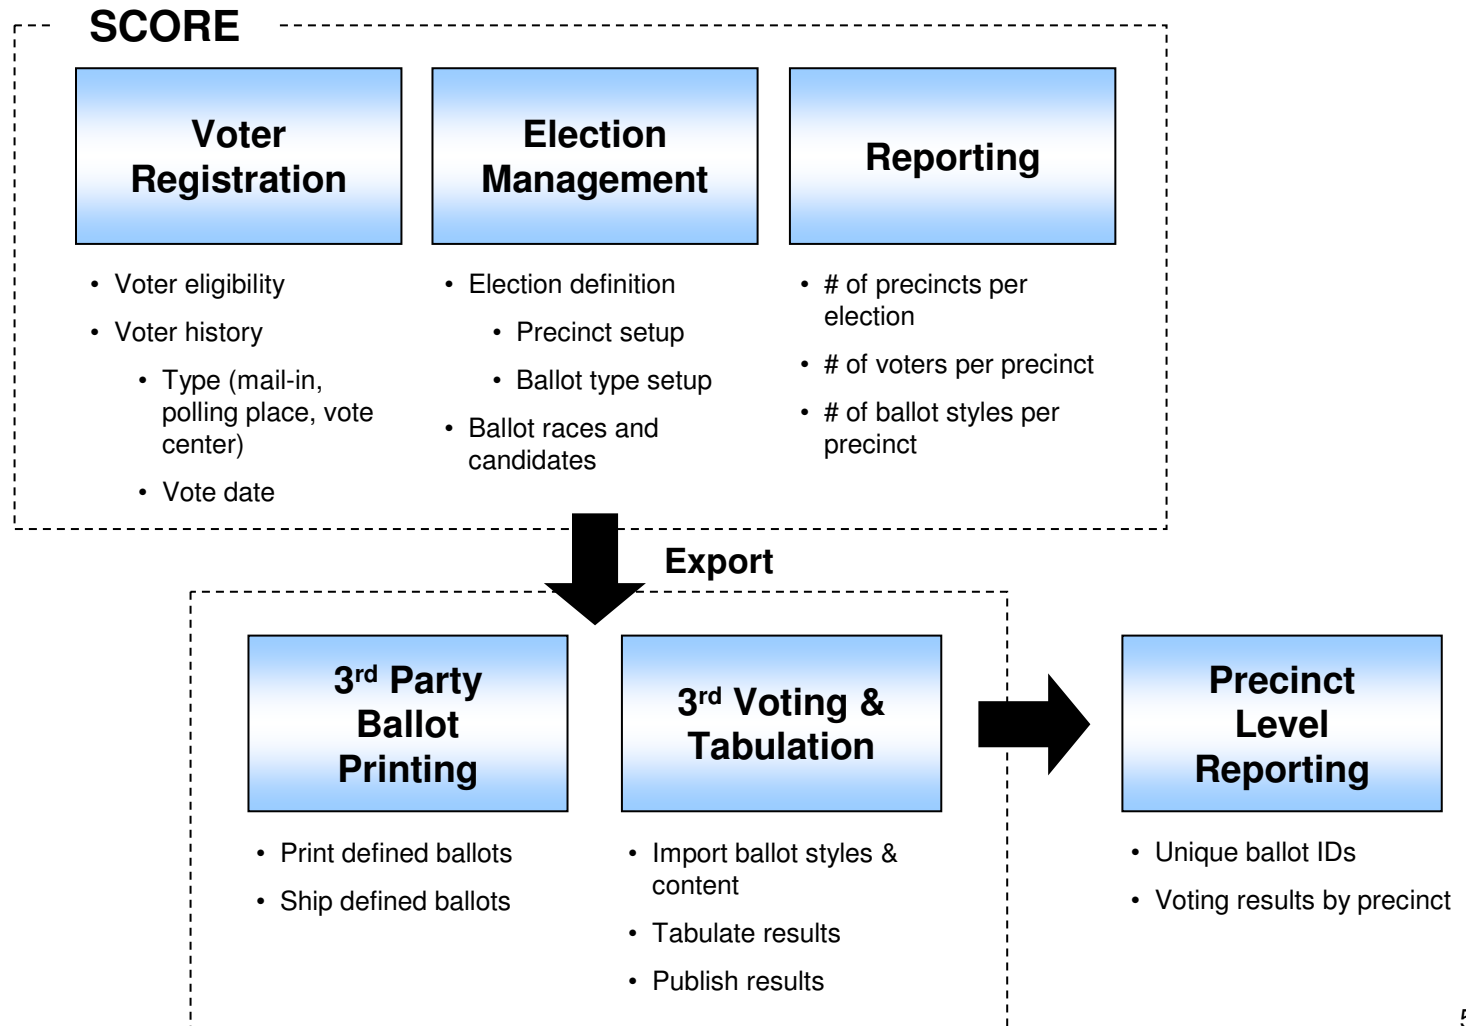 SCORE
Voter
Registration
• Voter eligibility
• Voter history
• Type (mail-in,
polling place, vote
center)
• Vote date
Election
Management
• Election definition
• Precinct setup
• Ballot type setup
• Ballot races and
candidates
Reporting
• # of precincts per
election
• # of voters per precinct
• # of ballot styles per
precinct
Export
3rd Party
Ballot
Printing
• Print defined ballots
• Ship defined ballots
3rd Voting &
Tabulation
• Import ballot styles &
content
• Tabulate results
• Publish results
Precinct
Level
Reporting
• Unique ballot IDs
• Voting results by precinct